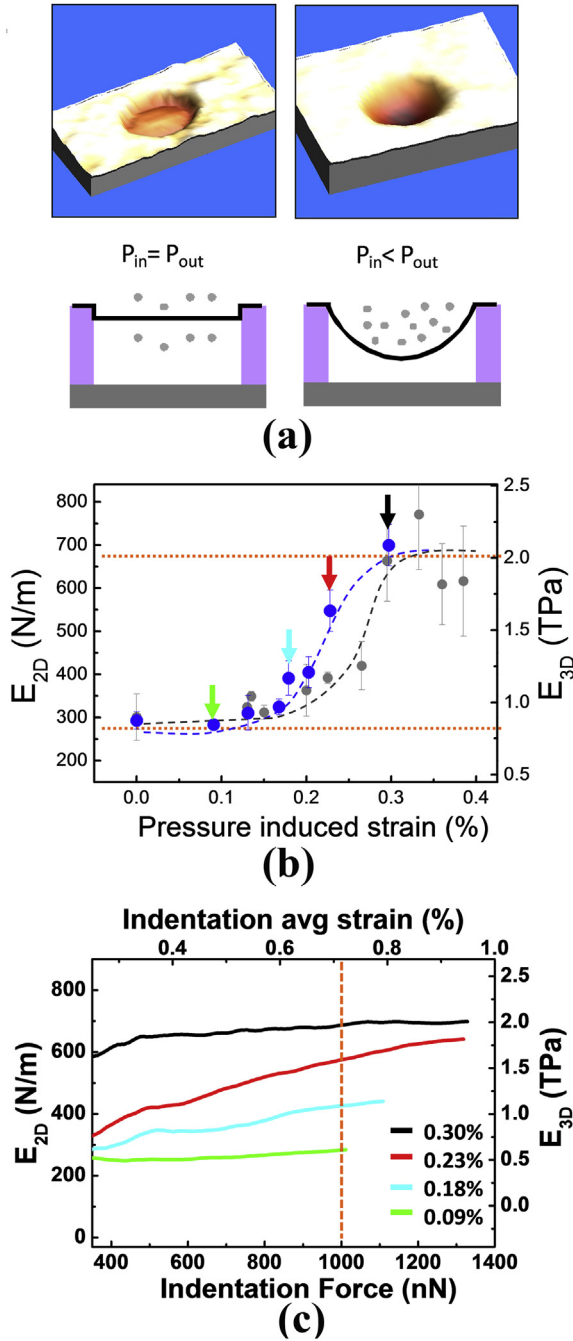 P_in= P_out
P_in< P_out
(a)
800
700
600
500
400
300
200
E_2D (N/m)
2.5
2.0
1.5
1.0
0.5
E_3D (TPa)
0.0 0.1 0.2 0.3 0.4
Pressure induced strain (%)
(b)
Indentation avg strain (%)
0.4 0.6 0.8 1.0
800
600
400
200
0
E_2D (N/m)
2.5
2.0
1.5
1.0
0.5
0.0
E_3D (TPa)
0.30%
0.23%
0.18%
0.09%
400 600 800 1000 1200 1400
Indentation Force (nN)
(c)